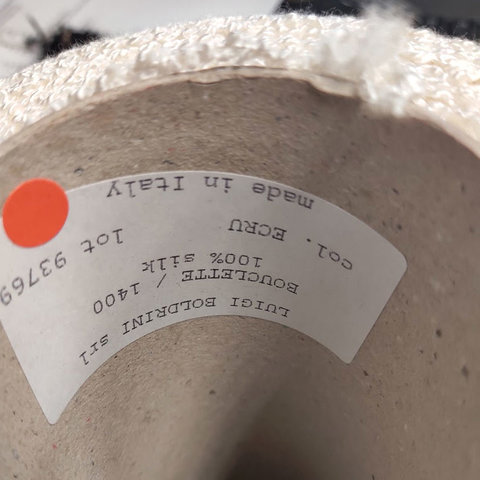 LUIGI BOLDRINI srl
BOUCLETTE / 1400
100% silk
col. ECRU
lot 93769
made in Italy